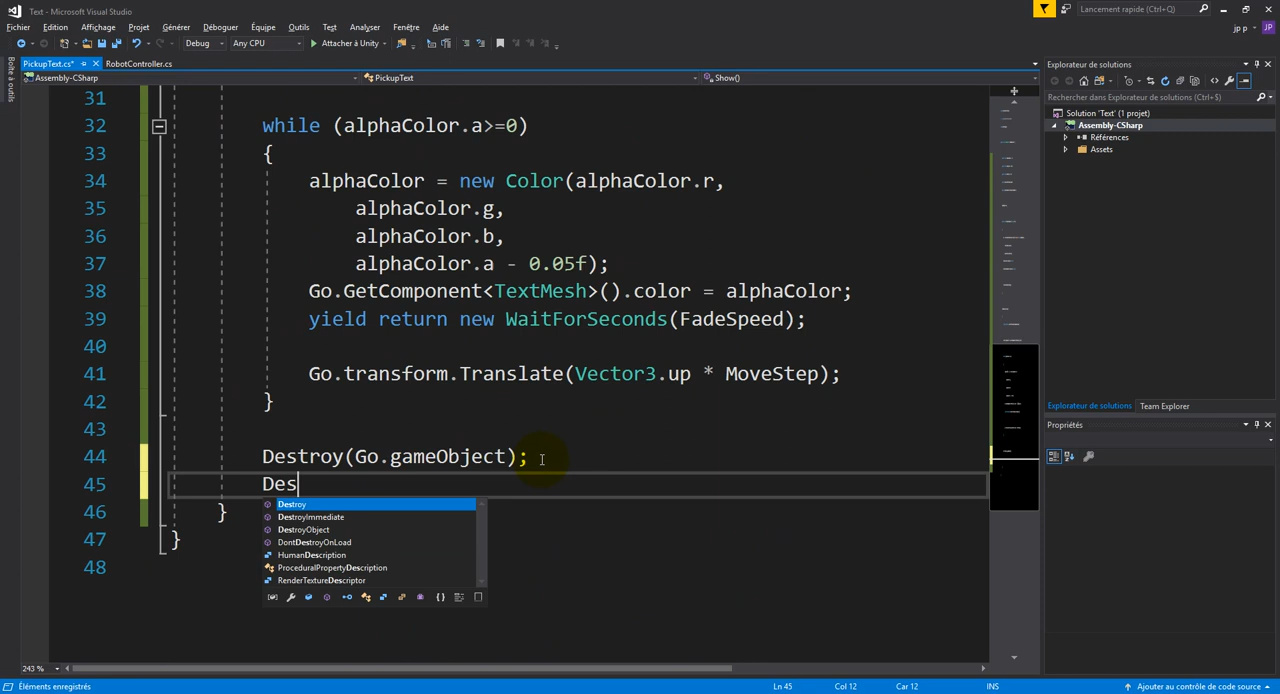 Text - Microsoft Visual Studio
Lancement rapide (Ctrl+Q)
Fichier Edition Affichage Projet Générer Déboguer Équipe Outils Test Analyser Fenêtre Aide
jp p JP
Debug Any CPU Attacher à Unity
Boîte à outils
PickupText.cs* RobotController.cs
Assembly-CSharp PickupText Show()
31
32 while (alphaColor.a>=0)
33 {
34 alphaColor = new Color(alphaColor.r,
35 alphaColor.g,
36 alphaColor.b,
37 alphaColor.a - 0.05f);
38 Go.GetComponent<TextMesh>().color = alphaColor;
39 yield return new WaitForSeconds(FadeSpeed);
40
41 Go.transform.Translate(Vector3.up * MoveStep);
42 }
43
44 Destroy(Go.gameObject);
45 Des
46 }
47 }
48
Destroy
DestroyImmediate
DestroyObject
DontDestroyOnLoad
HumanDescription
ProceduralPropertyDescription
RenderTextureDescriptor
243 %
Explorateur de solutions
Rechercher dans Explorateur de solutions (Ctrl+$)
Solution 'Text' (1 projet)
Assembly-CSharp
Références
Assets
Explorateur de solutions Team Explorer
Propriétés
Éléments enregistrés Ln 45 Col 12 Car 12 INS Ajouter au contrôle de code source